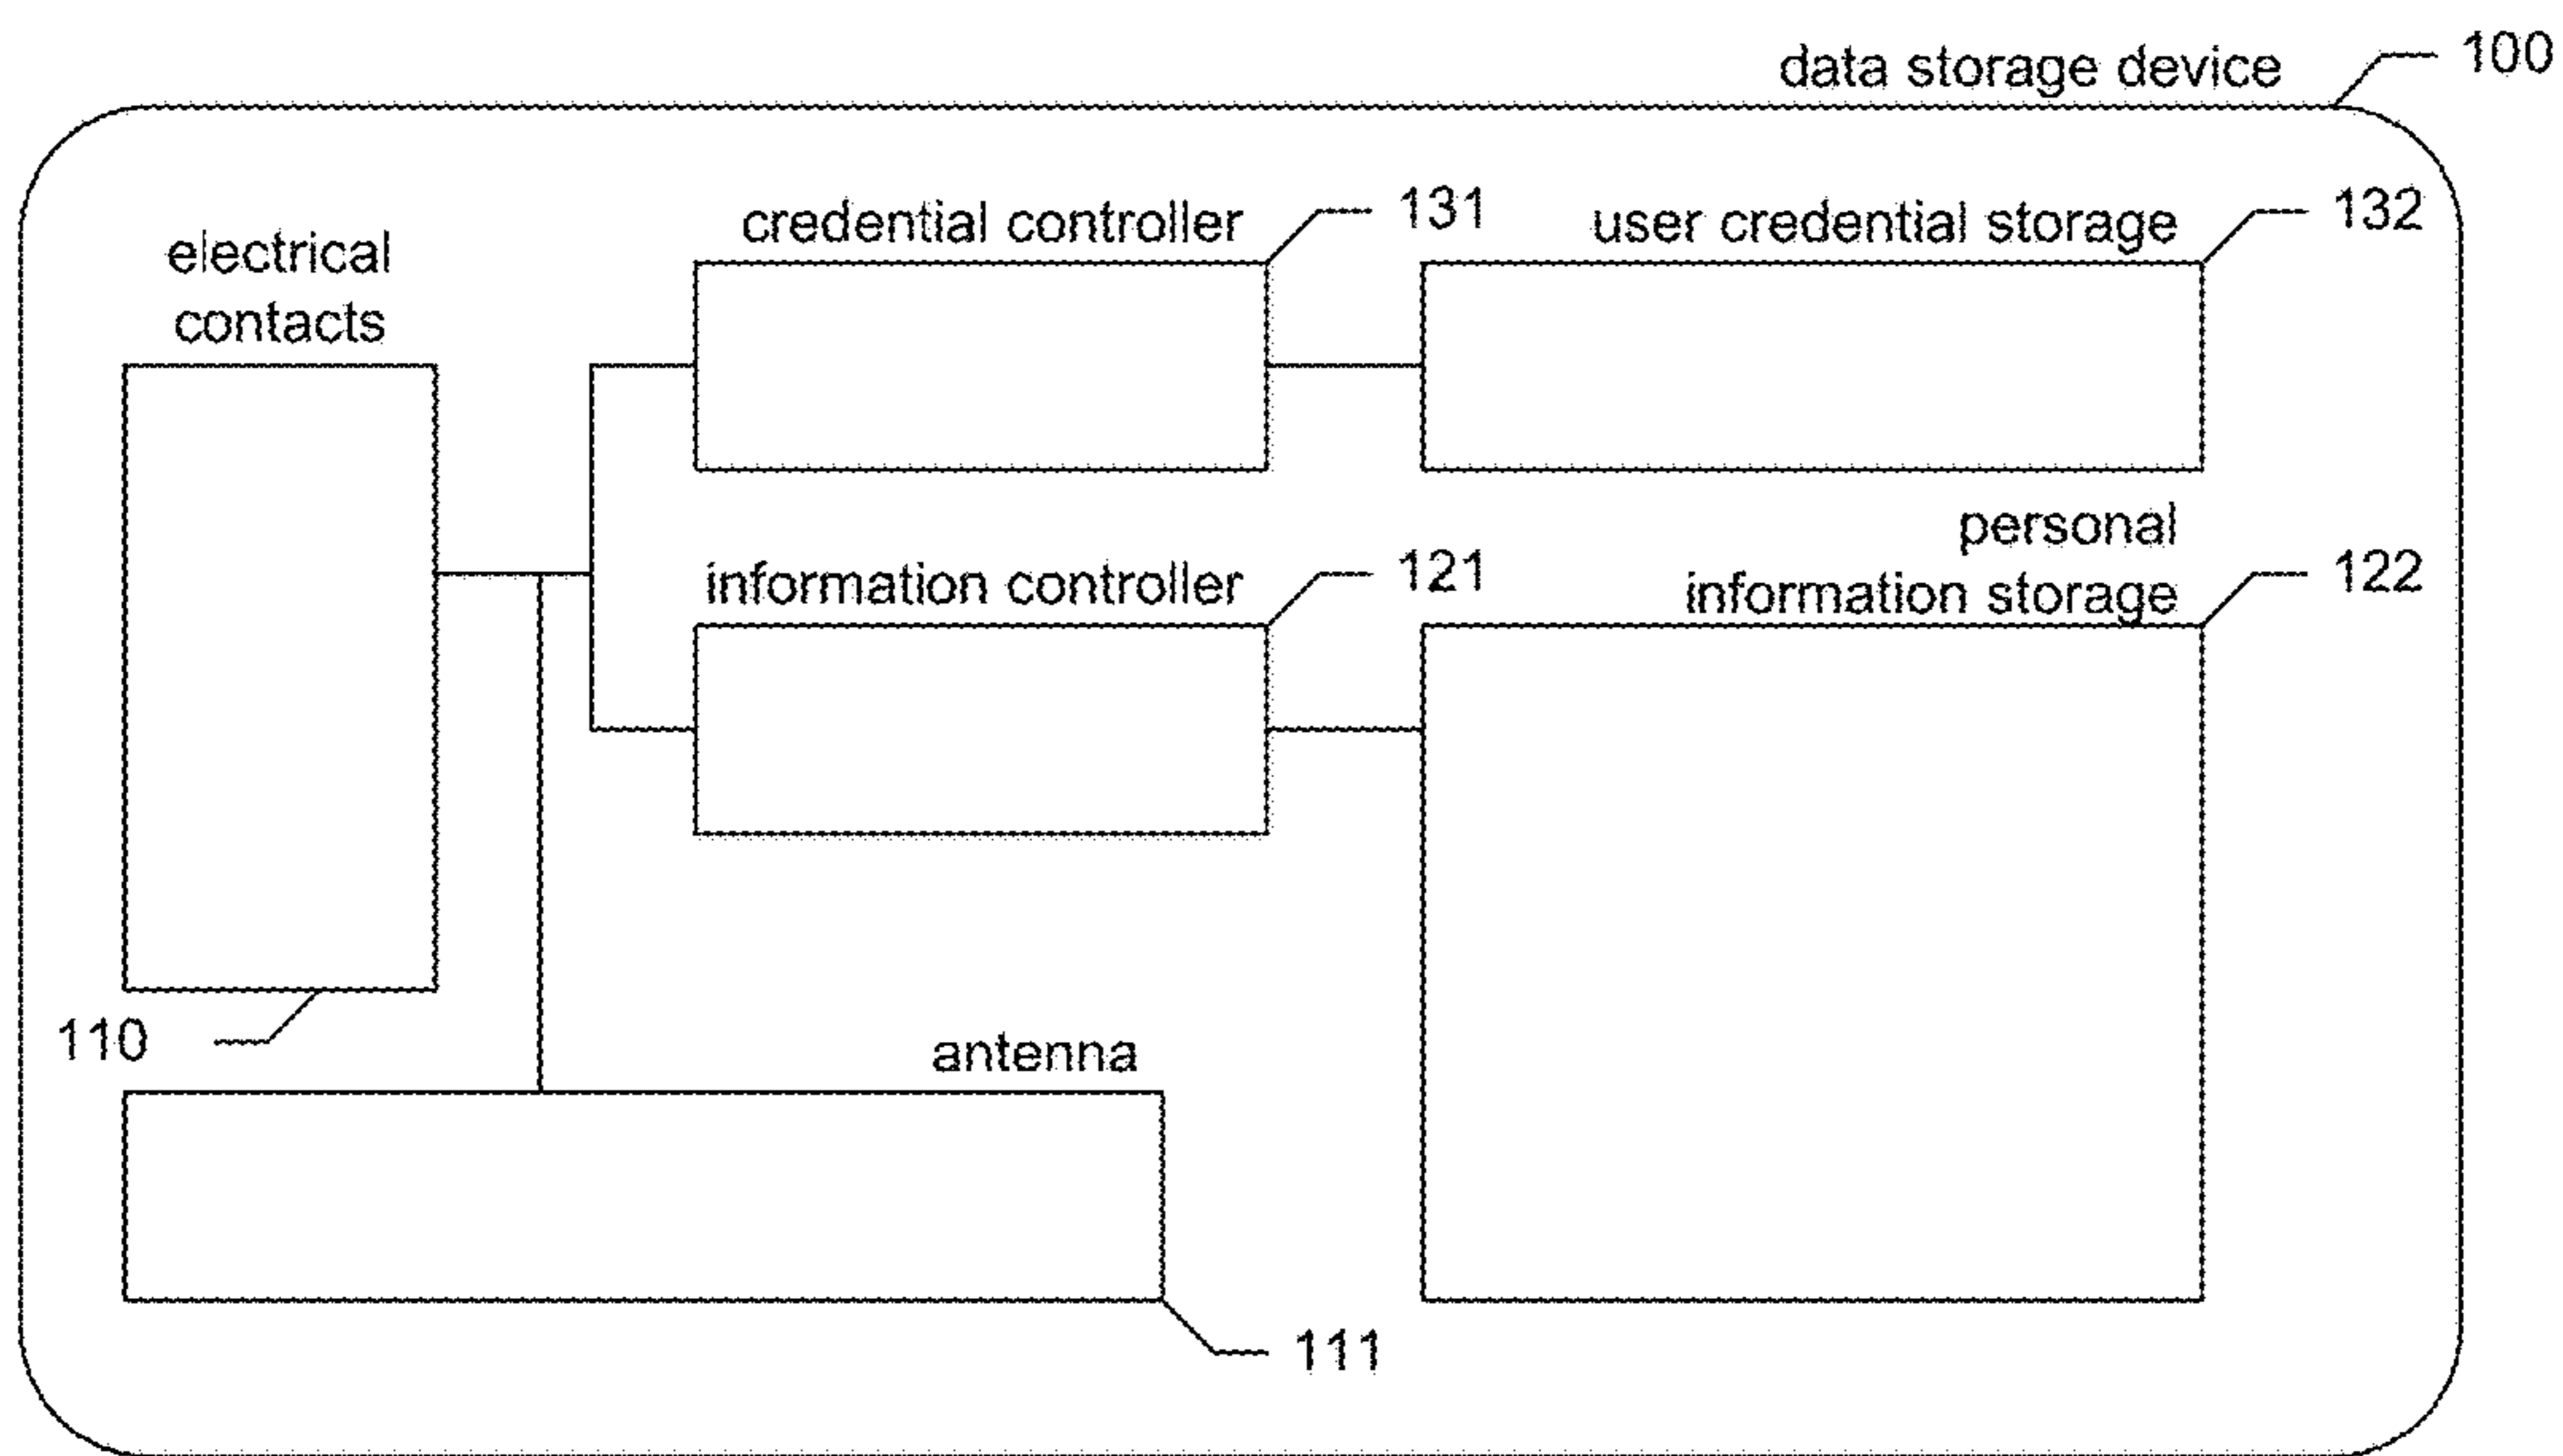 data storage device
100
credential controller
131
user credential storage
132
electrical
contacts
personal
information storage
122
information controller
121
110
antenna
111